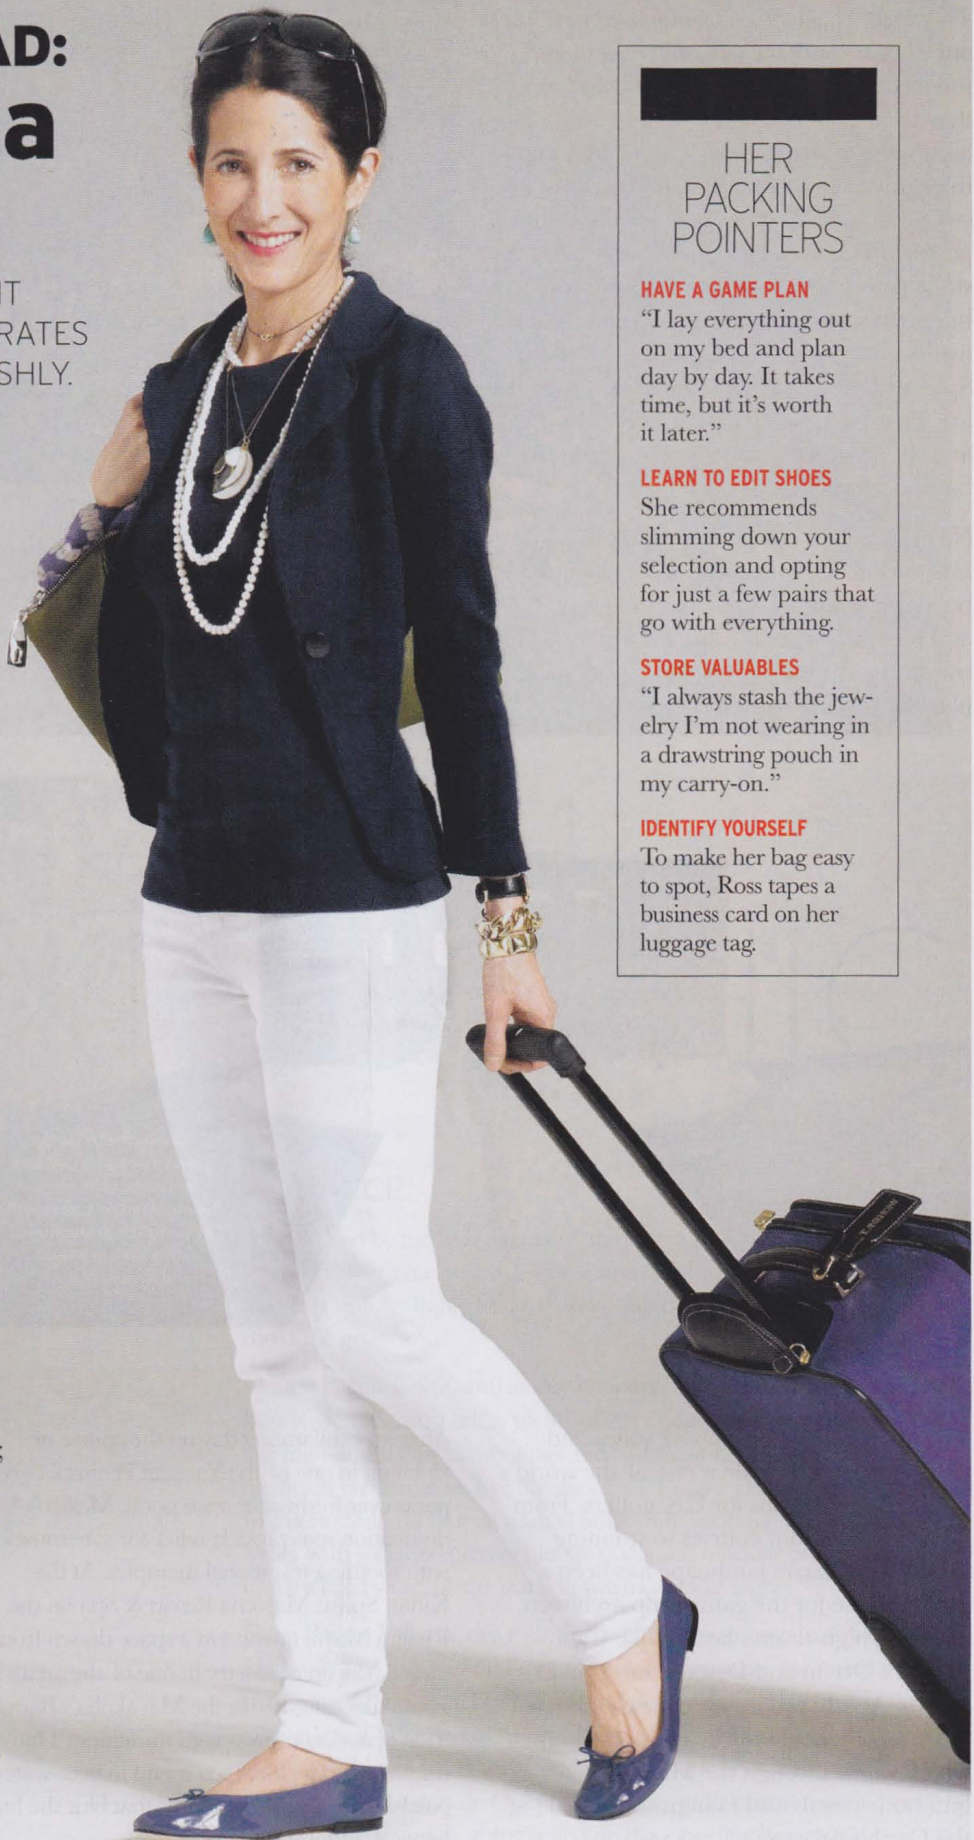 AD:
a
IT
RATES
SHLY.
HER
PACKING
POINTERS
HAVE A GAME PLAN
“I lay everything out
on my bed and plan
day by day. It takes
time, but it’s worth
it later.”
LEARN TO EDIT SHOES
She recommends
slimming down your
selection and opting
for just a few pairs that
go with everything.
STORE VALUABLES
“I always stash the jew-
elry I’m not wearing in
a drawstring pouch in
my carry-on.”
IDENTIFY YOURSELF
To make her bag easy
to spot, Ross tapes a
business card on her
luggage tag.